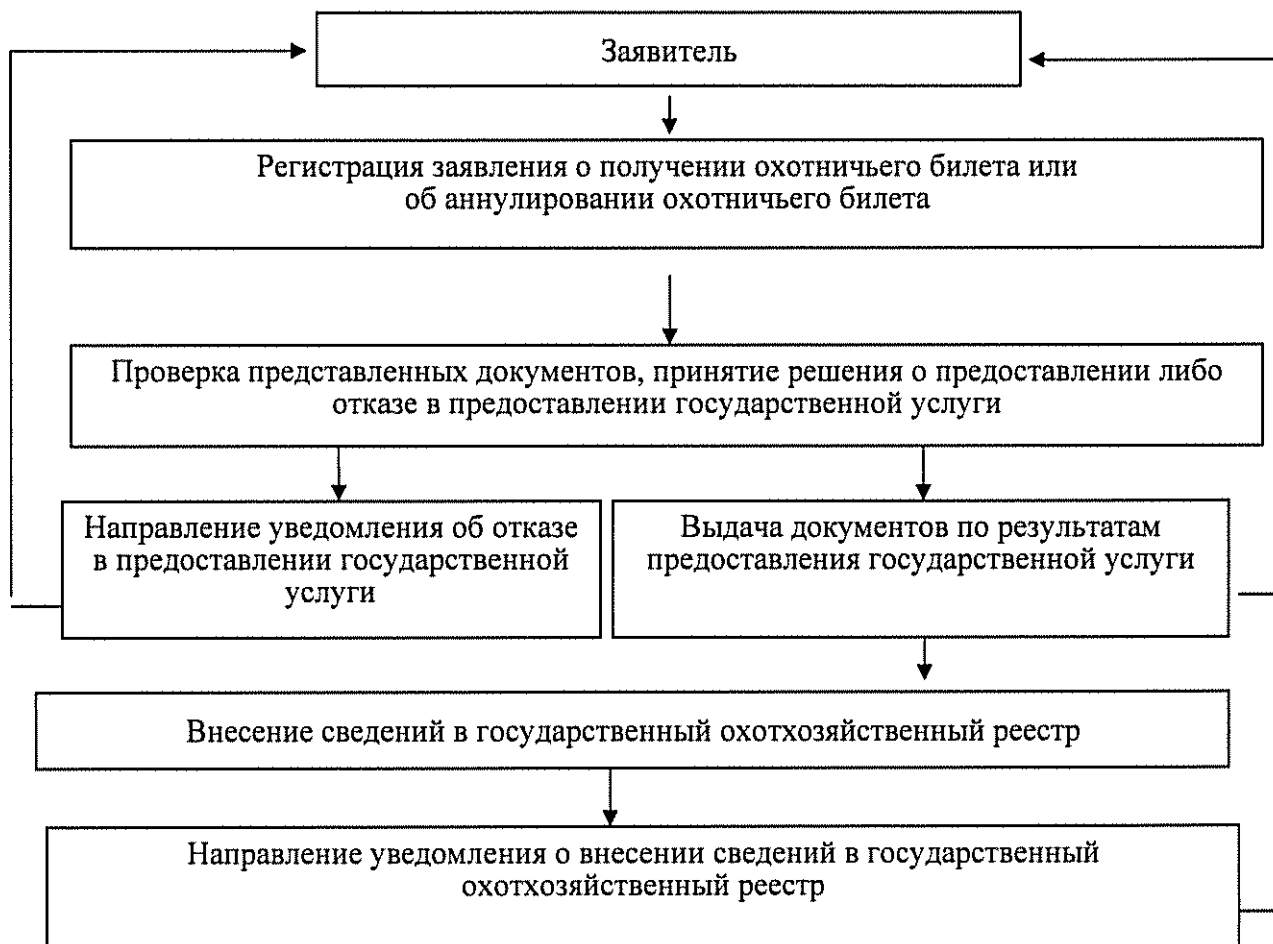 Заявитель
Регистрация заявления о получении охотничьего билета или
об аннулировании охотничьего билета
Проверка представленных документов, принятие решения о предоставлении либо
отказе в предоставлении государственной услуги
Направление уведомления об отказе
в предоставлении государственной
услуги
Выдача документов по результатам
предоставления государственной услуги
Внесение сведений в государственный охотхозяйственный реестр
Направление уведомления о внесении сведений в государственный
охотхозяйственный реестр